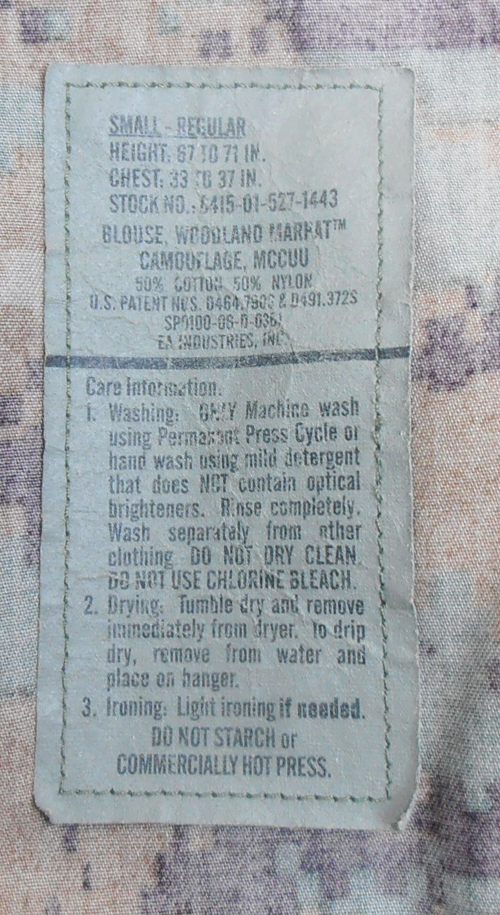 SMALL - REGULAR
HEIGHT: 67 TO 71 IN.
CHEST: 33 TO 37 IN.
STOCK NO.: 8415-01-527-1443
BLOUSE, WOODLAND MARPAT™
CAMOUFLAGE, MCCUU
50% COTTON, 50% NYLON
U.S. PATENT NOS. & D491,372S
EA INDUSTRIES, INC.
Care Information:
1. Washing: ONLY Machine wash
using Permanent Press Cycle or
hand wash using mild detergent
that does NOT contain optical
brighteners. Rinse completely.
Wash separately from other
clothing. DO NOT DRY CLEAN.
DO NOT USE CHLORINE BLEACH.
2. Drying: Tumble dry and remove
immediately from dryer. To drip
dry, remove from water and
place on hanger.
3. Ironing: Light ironing if needed.
DO NOT STARCH or
COMMERCIALLY HOT PRESS.